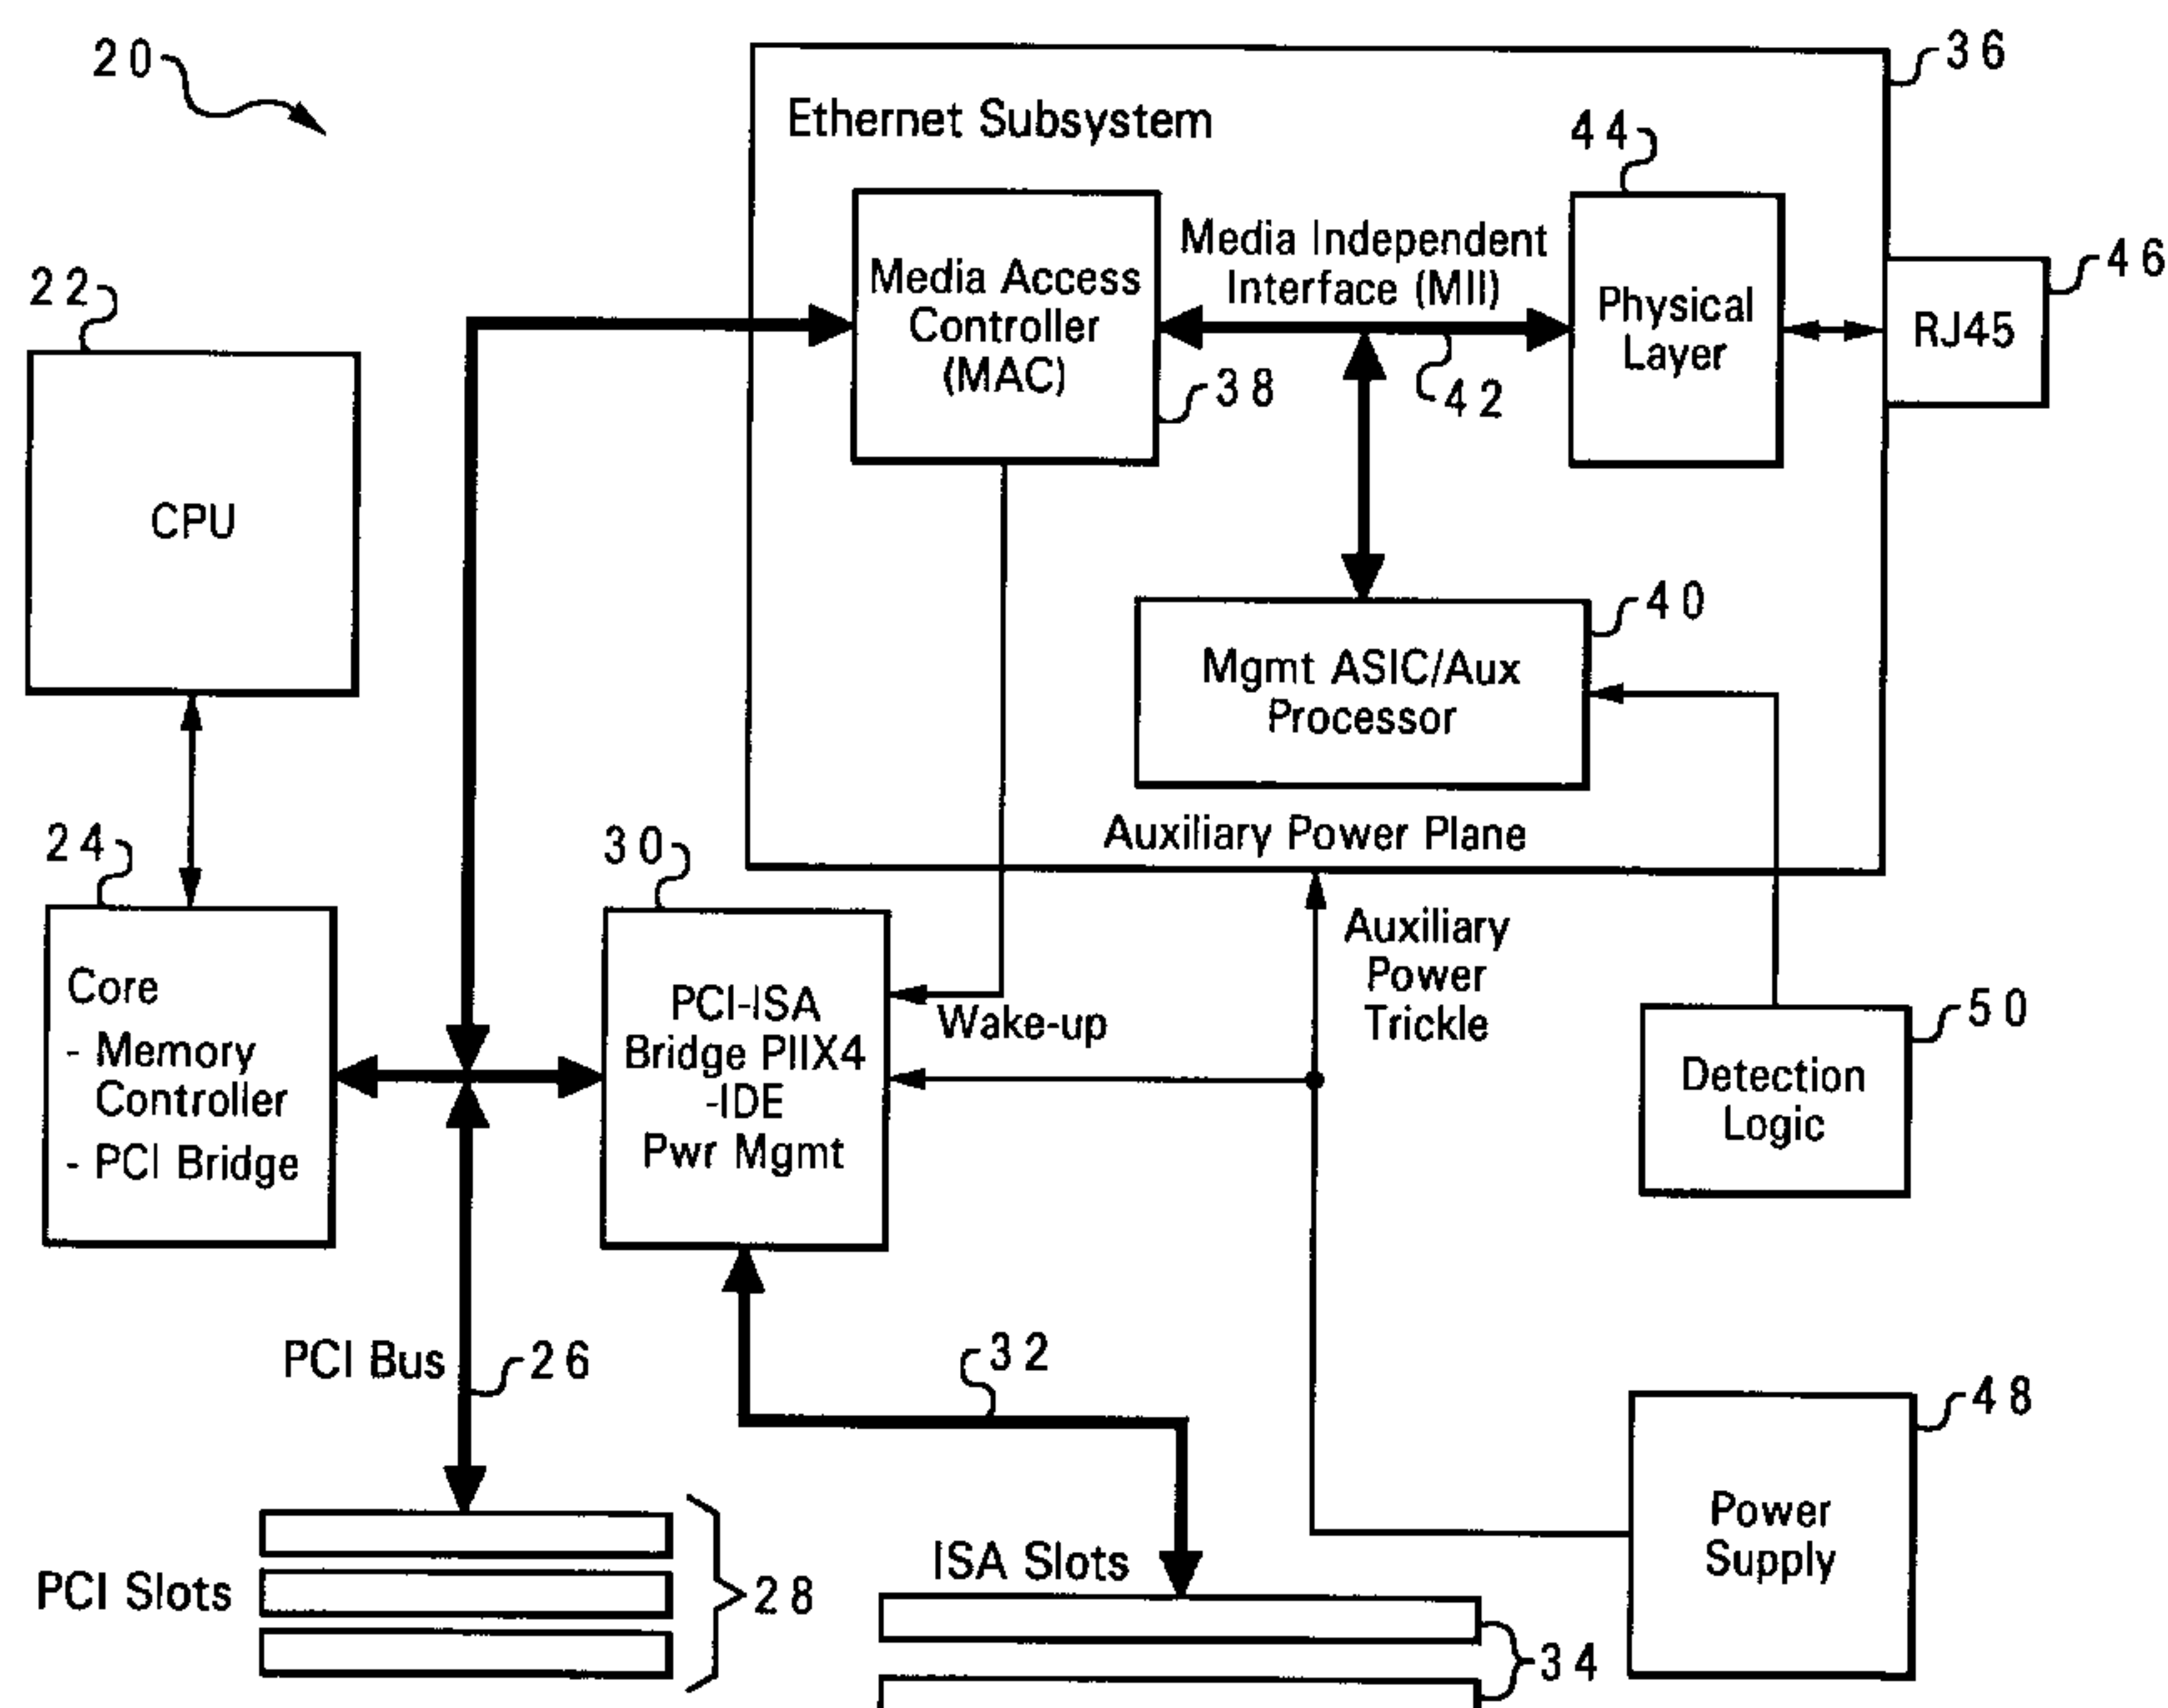 20
36
Ethernet Subsystem
44
Media Independent
Interface (MII)
46
22
Media Access
Controller
(MAC)
Physical
Layer
RJ45
38
42
CPU
40
Mgmt ASIC/Aux
Processor
24
30
Auxiliary Power Plane
Auxiliary
Power
Trickle
Core
- Memory
Controller
- PCI Bridge
PCI-ISA
Bridge PIIX4
-IDE
Pwr Mgmt
Wake-up
50
Detection
Logic
PCI Bus
26
32
48
Power
Supply
ISA Slots
PCI Slots
28
34